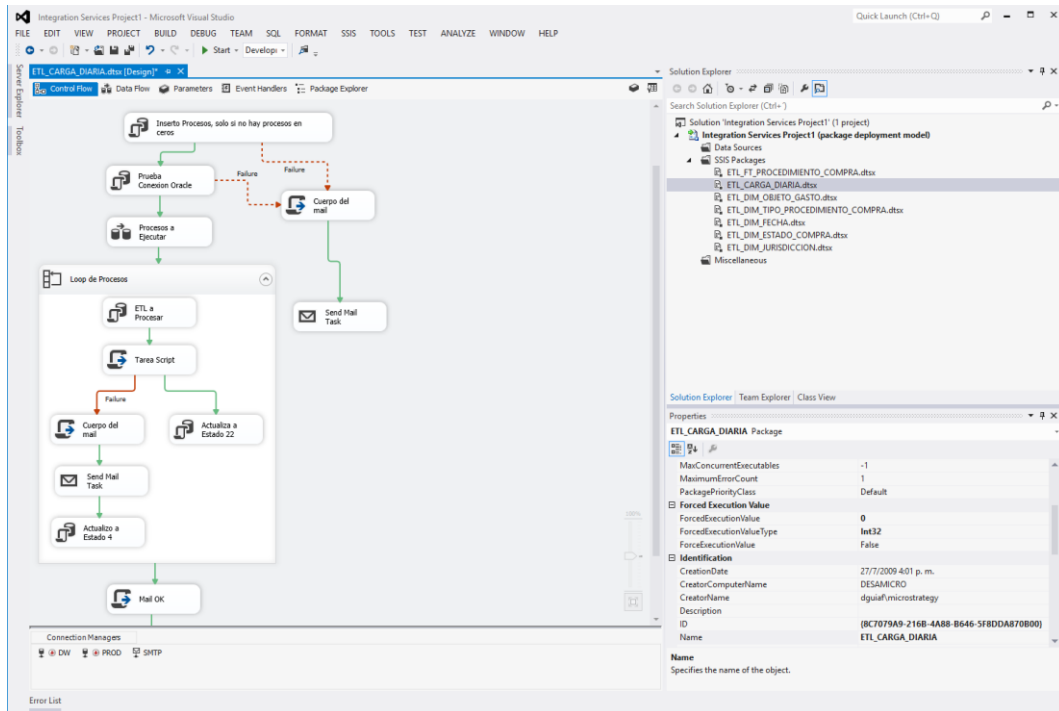 Integration Services Project1 - Microsoft Visual Studio
Quick Launch (Ctrl+Q)
FILE EDIT VIEW PROJECT BUILD DEBUG TEAM SQL FORMAT SSIS TOOLS TEST ANALYZE WINDOW HELP
Start Developi
Server Explorer
Toolbox
ETL_CARGA_DIARIA.dtsx [Design]*
Control Flow Data Flow Parameters Event Handlers Package Explorer
Inserto Procesos, solo si no hay procesos en
ceros
Prueba
Conexion Oracle
Failure
Failure
Cuerpo del
mail
Procesos a
Ejecutar
Loop de Procesos
ETL a
Procesar
Send Mail
Task
Tarea Script
Failure
Cuerpo del
mail
Actualiza a
Estado 22
Send Mail
Task
Actualizo a
Estado 4
Mail OK
Connection Managers
DW PROD SMTP
Error List
Solution Explorer
Search Solution Explorer (Ctrl+´)
Solution 'Integration Services Project1' (1 project)
Integration Services Project1 (package deployment model)
Data Sources
SSIS Packages
ETL_FT_PROCEDIMIENTO_COMPRA.dtsx
ETL_CARGA_DIARIA.dtsx
ETL_DIM_OBJETO_GASTO.dtsx
ETL_DIM_TIPO_PROCEDIMIENTO_COMPRA.dtsx
ETL_DIM_FECHA.dtsx
ETL_DIM_ESTADO_COMPRA.dtsx
ETL_DIM_JURISDICCION.dtsx
Miscellaneous
Solution Explorer Team Explorer Class View
Properties
ETL_CARGA_DIARIA Package
MaxConcurrentExecutables -1
MaximumErrorCount 1
PackagePriorityClass Default
Forced Execution Value
ForcedExecutionValue 0
ForcedExecutionValueType Int32
ForceExecutionValue False
Identification
CreationDate 27/7/2009 4:01 p. m.
CreatorComputerName DESAMICRO
CreatorName dguiaf\microstrategy
Description
ID {8C7079A9-216B-4A88-B646-5F8DDA870B00}
Name ETL_CARGA_DIARIA
Name
Specifies the name of the object.